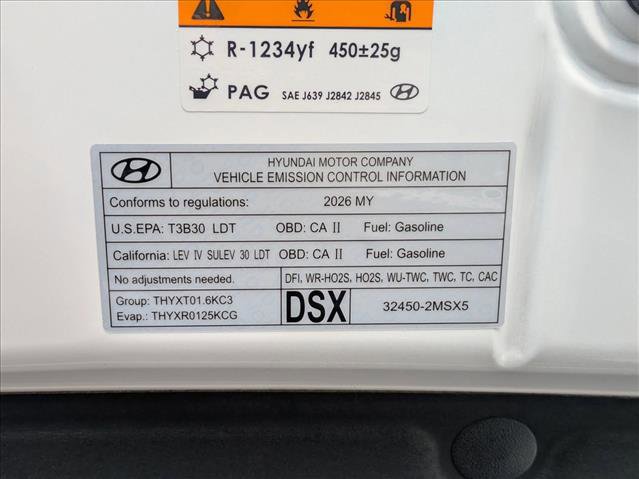 R-1234yf 450±25g
PAG SAE J639 J2842 J2845
HYUNDAI MOTOR COMPANY
VEHICLE EMISSION CONTROL INFORMATION
Conforms to regulations: 2026 MY
U.S.EPA: T3B30 LDT OBD: CA II Fuel: Gasoline
California: LEV IV SULEV 30 LDT OBD: CA II Fuel: Gasoline
No adjustments needed. DFI, WR-HO2S, HO2S, WU-TWC, TWC, TC, CAC
Group: THYXT01.6KC3
Evap.: THYXR0125KCG
DSX
32450-2MSX5